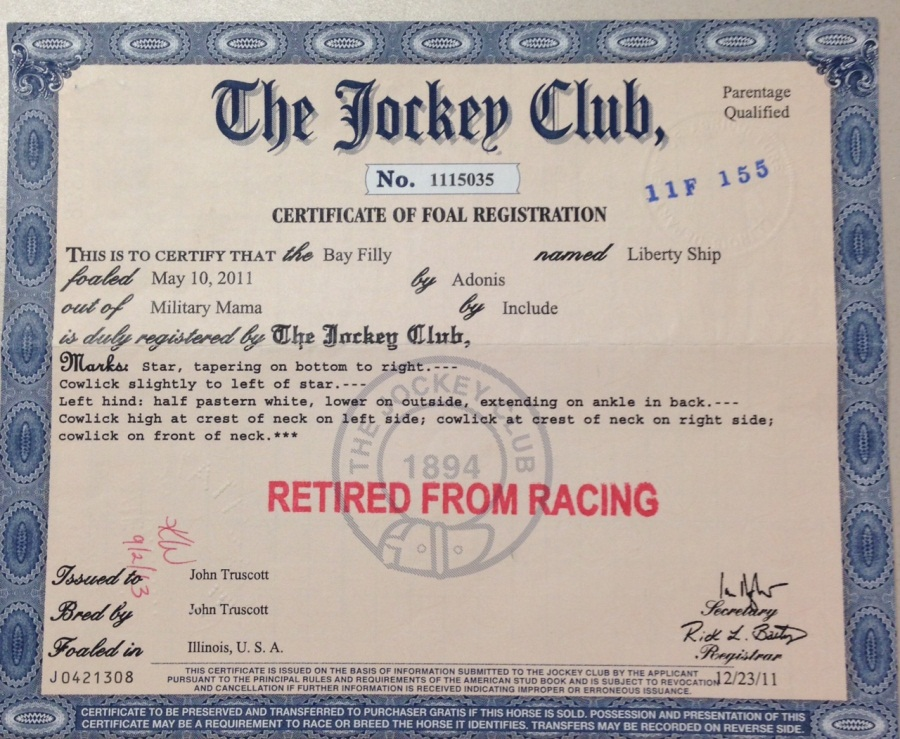 The Jockey Club,
Parentage
Qualified
No. 1115035
11F 155
CERTIFICATE OF FOAL REGISTRATION
THIS IS TO CERTIFY THAT the Bay Filly named Liberty Ship
foaled May 10, 2011 by Adonis
out of Military Mama by Include
is duly registered by The Jockey Club,
Marks: Star, tapering on bottom to right.---
Cowlick slightly to left of star.---
Left hind: half pastern white, lower on outside, extending on ankle in back.---
Cowlick high at crest of neck on left side; cowlick at crest of neck on right side;
cowlick on front of neck.***
THE JOCKEY CLUB
1894
RETIRED FROM RACING
9/2/13
Issued to John Truscott
Bred by John Truscott
Foaled in Illinois, U. S. A.
Secretary
Rick L. Bailey
Registrar
J0421308
THIS CERTIFICATE IS ISSUED ON THE BASIS OF INFORMATION SUBMITTED TO THE JOCKEY CLUB BY THE APPLICANT
PURSUANT TO THE PRINCIPAL RULES AND REQUIREMENTS OF THE AMERICAN STUD BOOK AND IS SUBJECT TO REVOCATION
AND CANCELLATION IF FURTHER INFORMATION IS RECEIVED INDICATING IMPROPER OR ERRONEOUS ISSUANCE.
12/23/11
CERTIFICATE TO BE PRESERVED AND TRANSFERRED TO PURCHASER GRATIS IF THIS HORSE IS SOLD. POSSESSION AND PRESENTATION OF THIS
CERTIFICATE MAY BE A REQUIREMENT TO RACE OR BREED THE HORSE IT IDENTIFIES. TRANSFERS MAY BE RECORDED ON REVERSE SIDE.